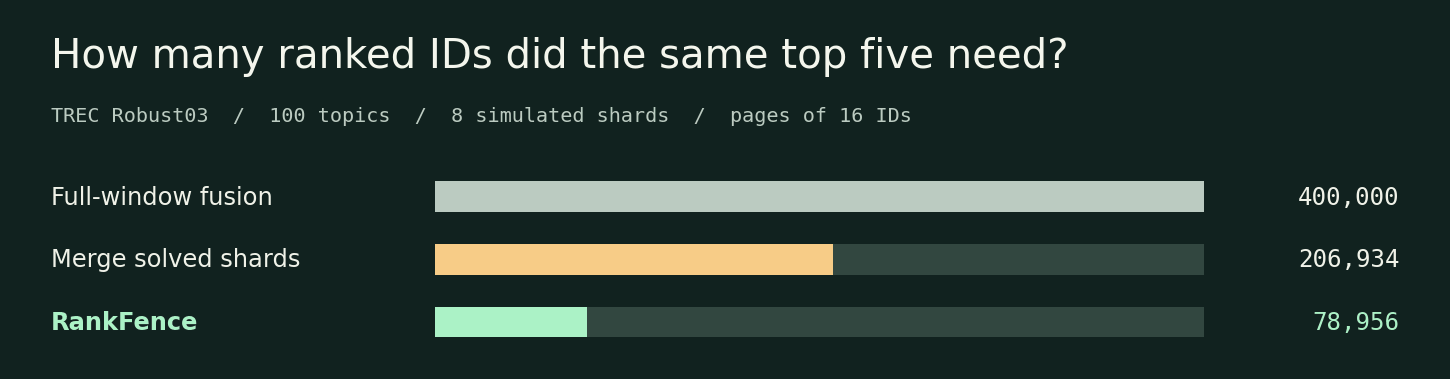 How many ranked IDs did the same top five need?
TREC Robust03 / 100 topics / 8 simulated shards / pages of 16 IDs
Full-window fusion 400,000
Merge solved shards 206,934
RankFence 78,956